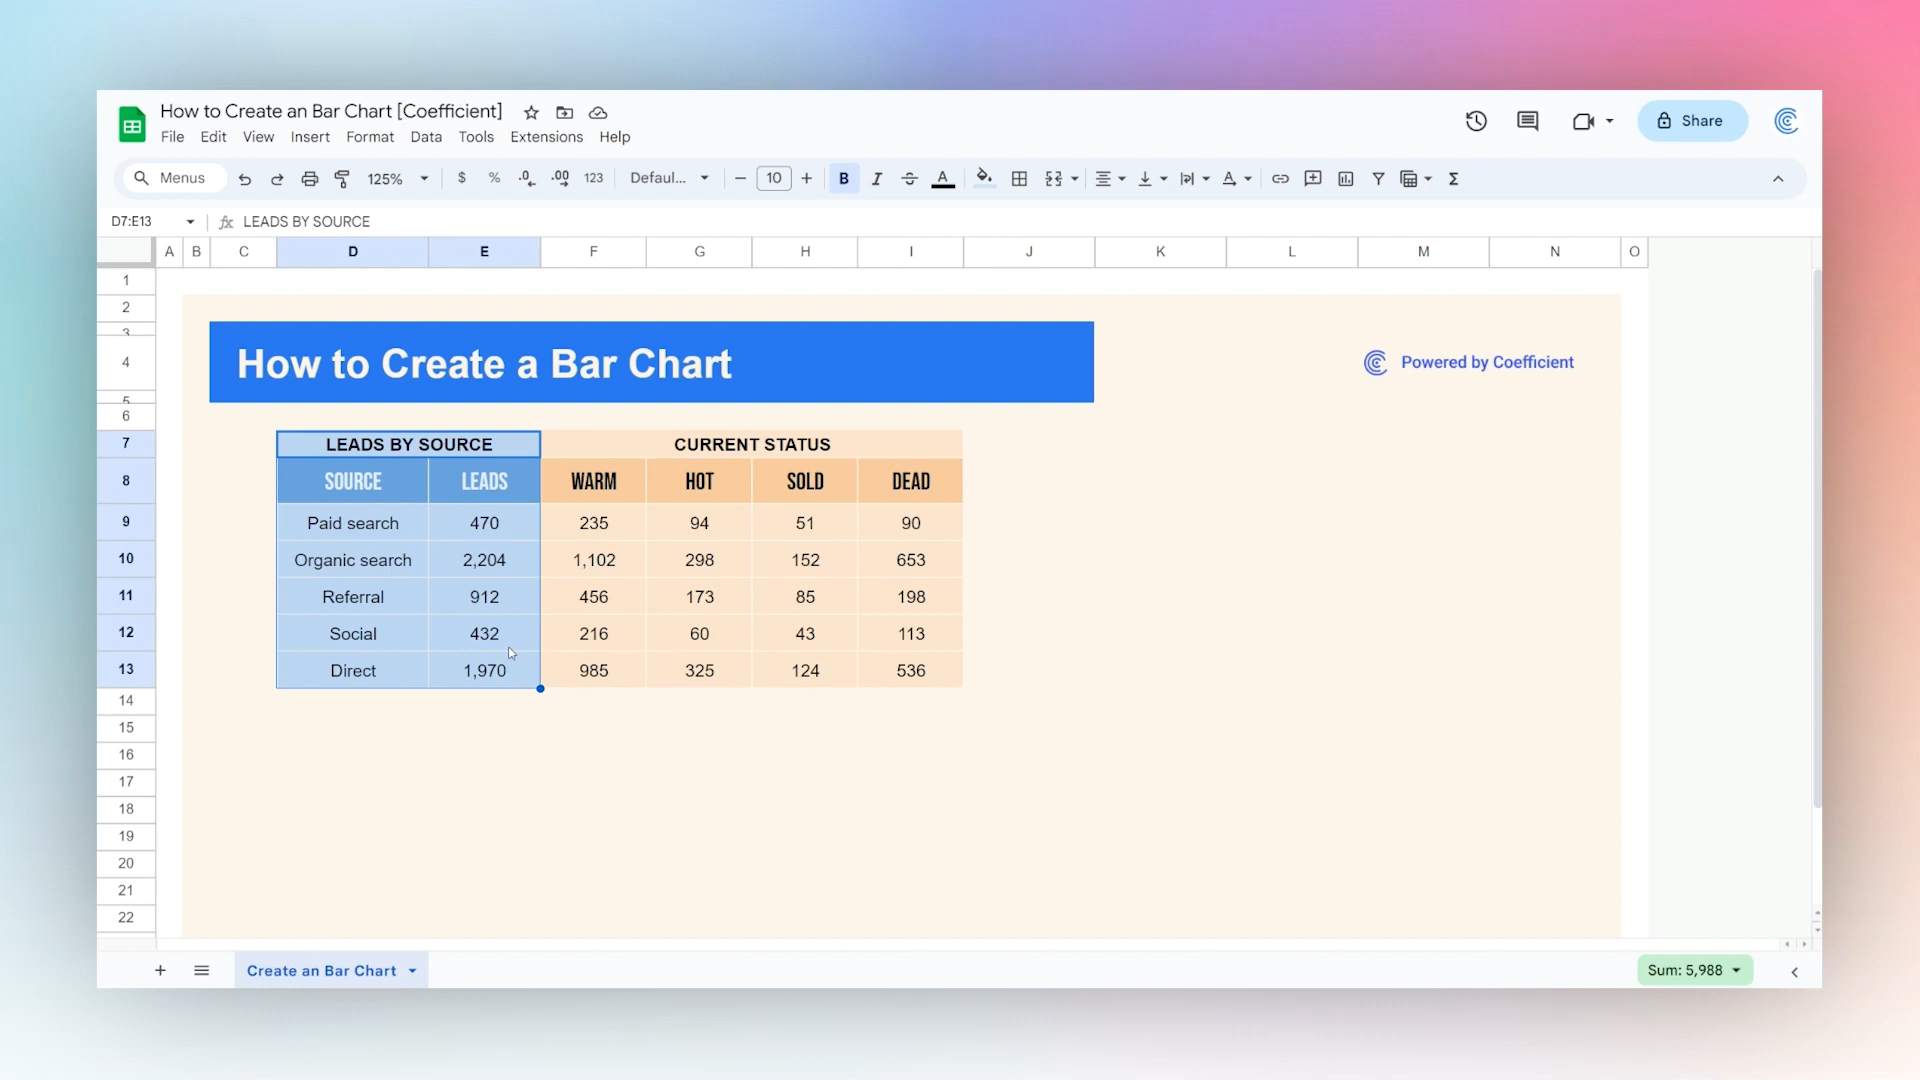 How to Create an Bar Chart [Coefficient]
File Edit View Insert Format Data Tools Extensions Help
Share
Menus 125% $ % .0 .00 123 Defaul... 10 B I A
D7:E13 fx LEADS BY SOURCE
A B C D E F G H I J K L M N O
1
2
3
4 How to Create a Bar Chart Powered by Coefficient
5
6
7 LEADS BY SOURCE CURRENT STATUS
8 SOURCE LEADS WARM HOT SOLD DEAD
9 Paid search 470 235 94 51 90
10 Organic search 2,204 1,102 298 152 653
11 Referral 912 456 173 85 198
12 Social 432 216 60 43 113
13 Direct 1,970 985 325 124 536
14
15
16
17
18
19
20
21
22
Create an Bar Chart Sum: 5,988